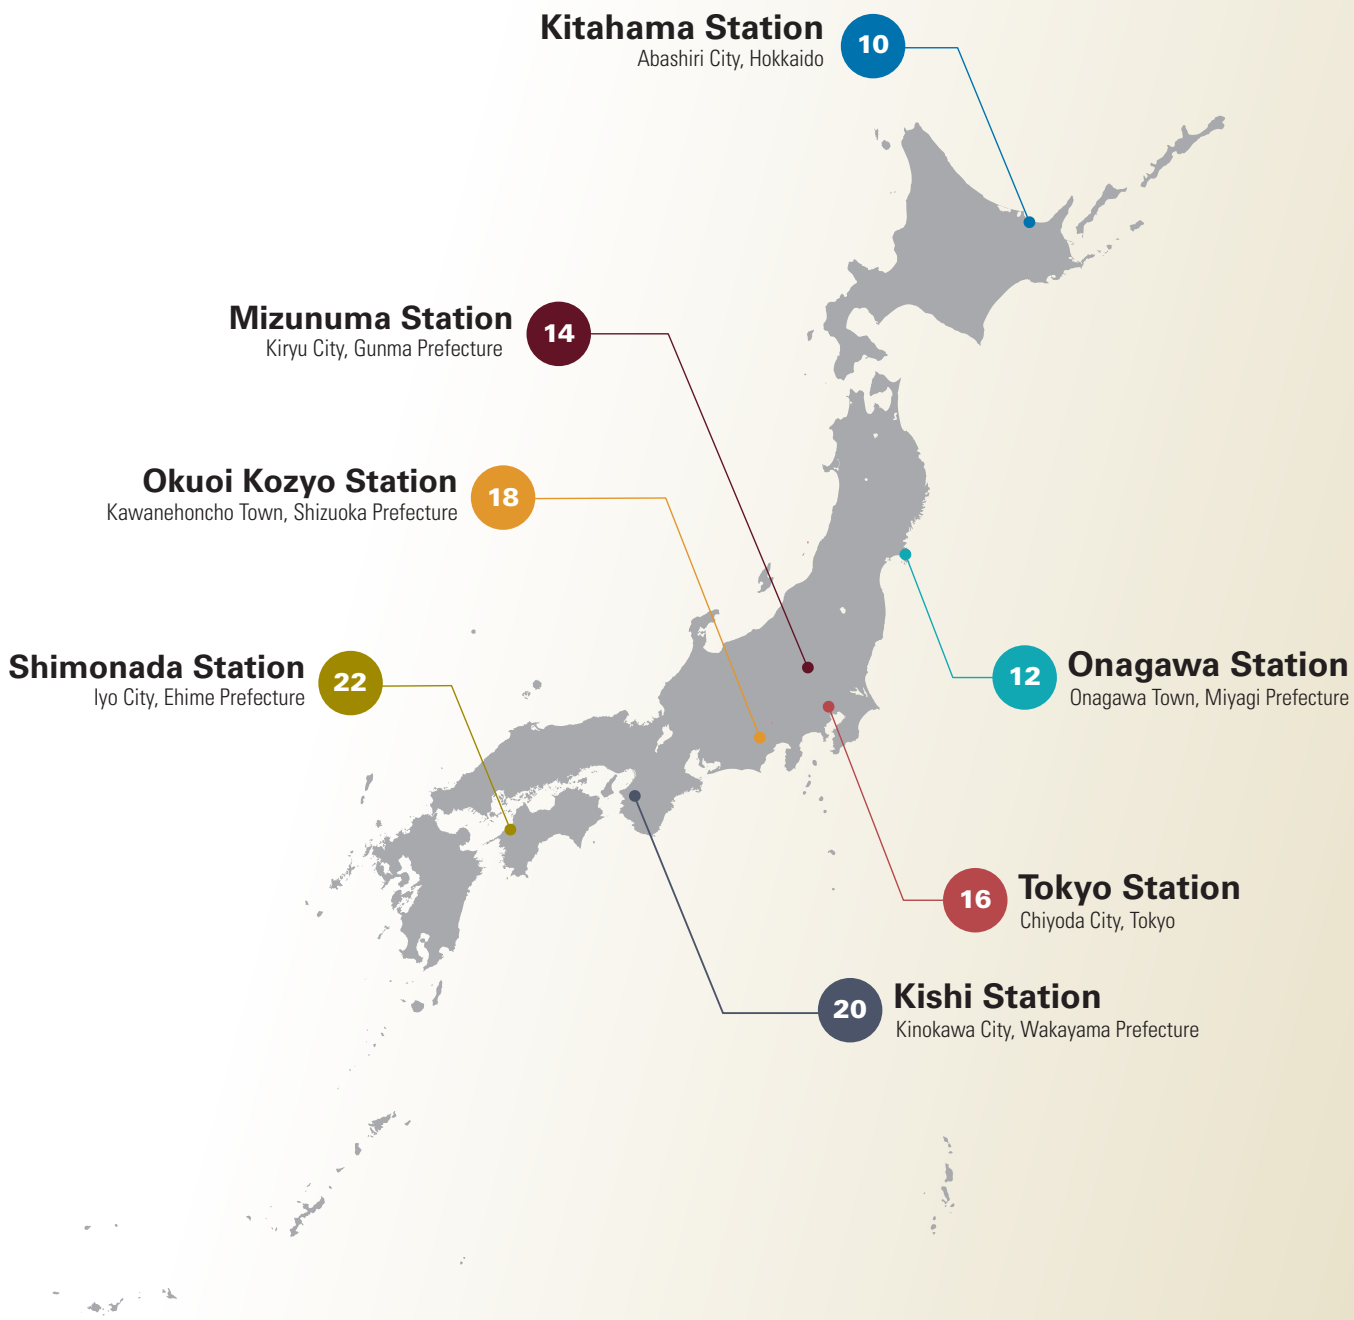 Kitahama Station
Abashiri City, Hokkaido
10
Mizunuma Station
Kiryu City, Gunma Prefecture
14
Okuoi Kozyo Station
Kawanehoncho Town, Shizuoka Prefecture
18
Shimonada Station
Iyo City, Ehime Prefecture
22
12
Onagawa Station
Onagawa Town, Miyagi Prefecture
16
Tokyo Station
Chiyoda City, Tokyo
20
Kishi Station
Kinokawa City, Wakayama Prefecture